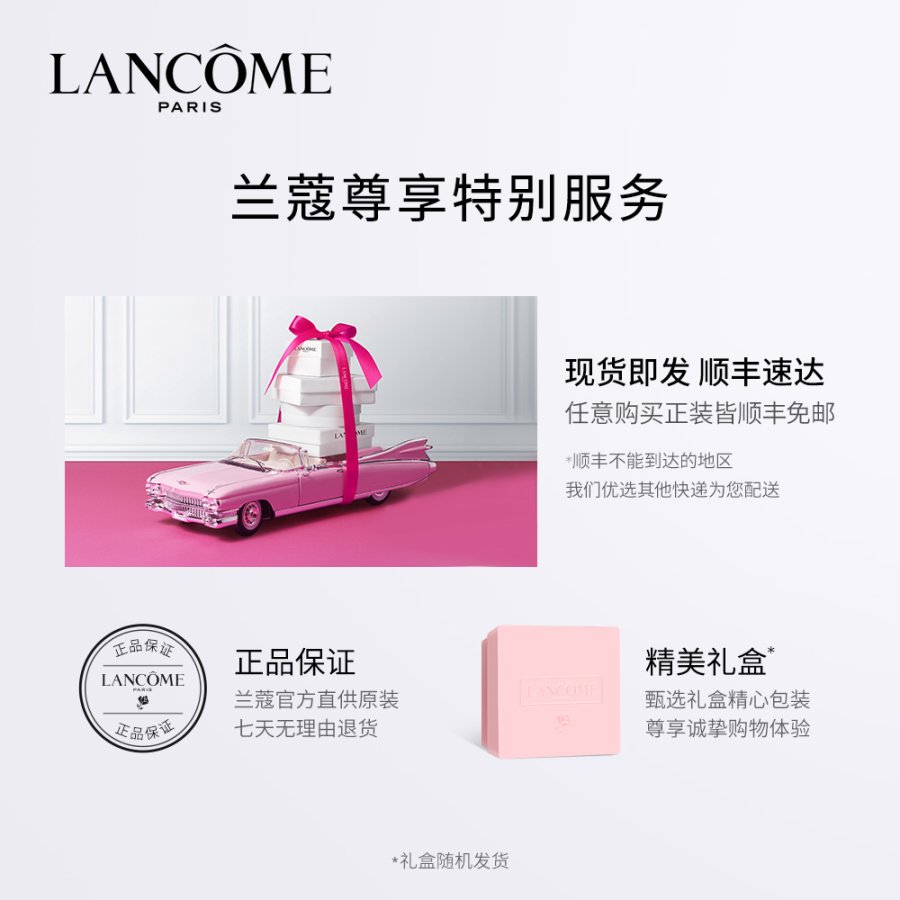 LANCÔME
PARIS
兰蔻尊享特别服务
LANCOME
LANCOME
LANCÔME
现货即发 顺丰速达
任意购买正装皆顺丰免邮
*顺丰不能到达的地区
我们优选其他快递为您配送
正品保证
LANCÔME
PARIS
正品保证
正品保证
兰蔻官方直供原装
七天无理由退货
LANCÔME
精美礼盒*
甄选礼盒精心包装
尊享诚挚购物体验
*礼盒随机发货